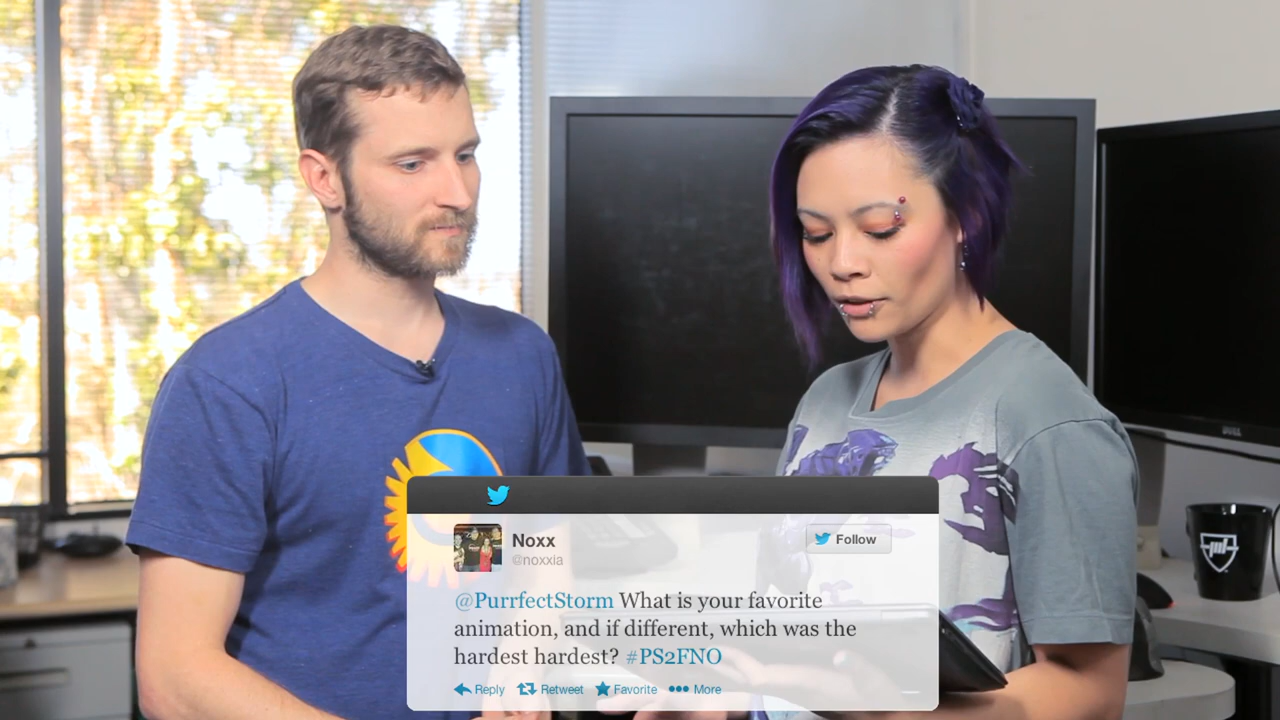 DELL
Noxx
Follow
@noxxia
@PurrfectStorm What is your favorite
animation, and if different, which was the
hardest hardest? #PS2FNO
Reply Retweet Favorite More